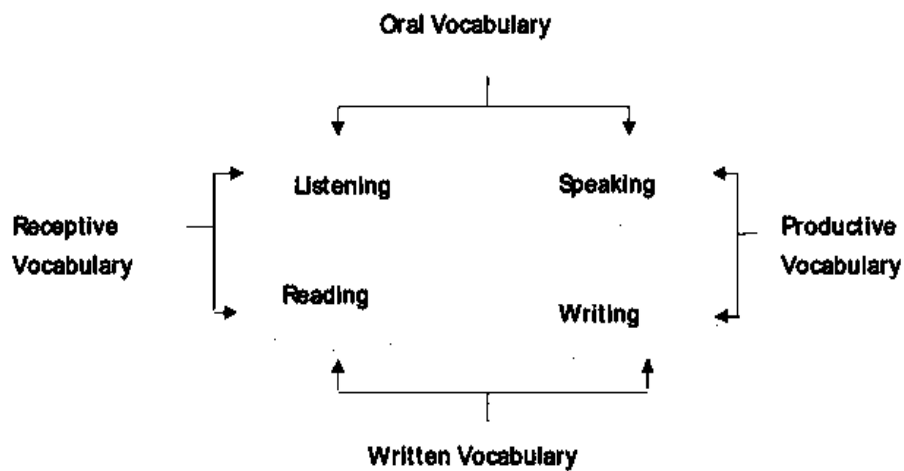 Oral Vocabulary
Listening
Speaking
Receptive
Vocabulary
Productive
Vocabulary
Reading
Writing
Written Vocabulary